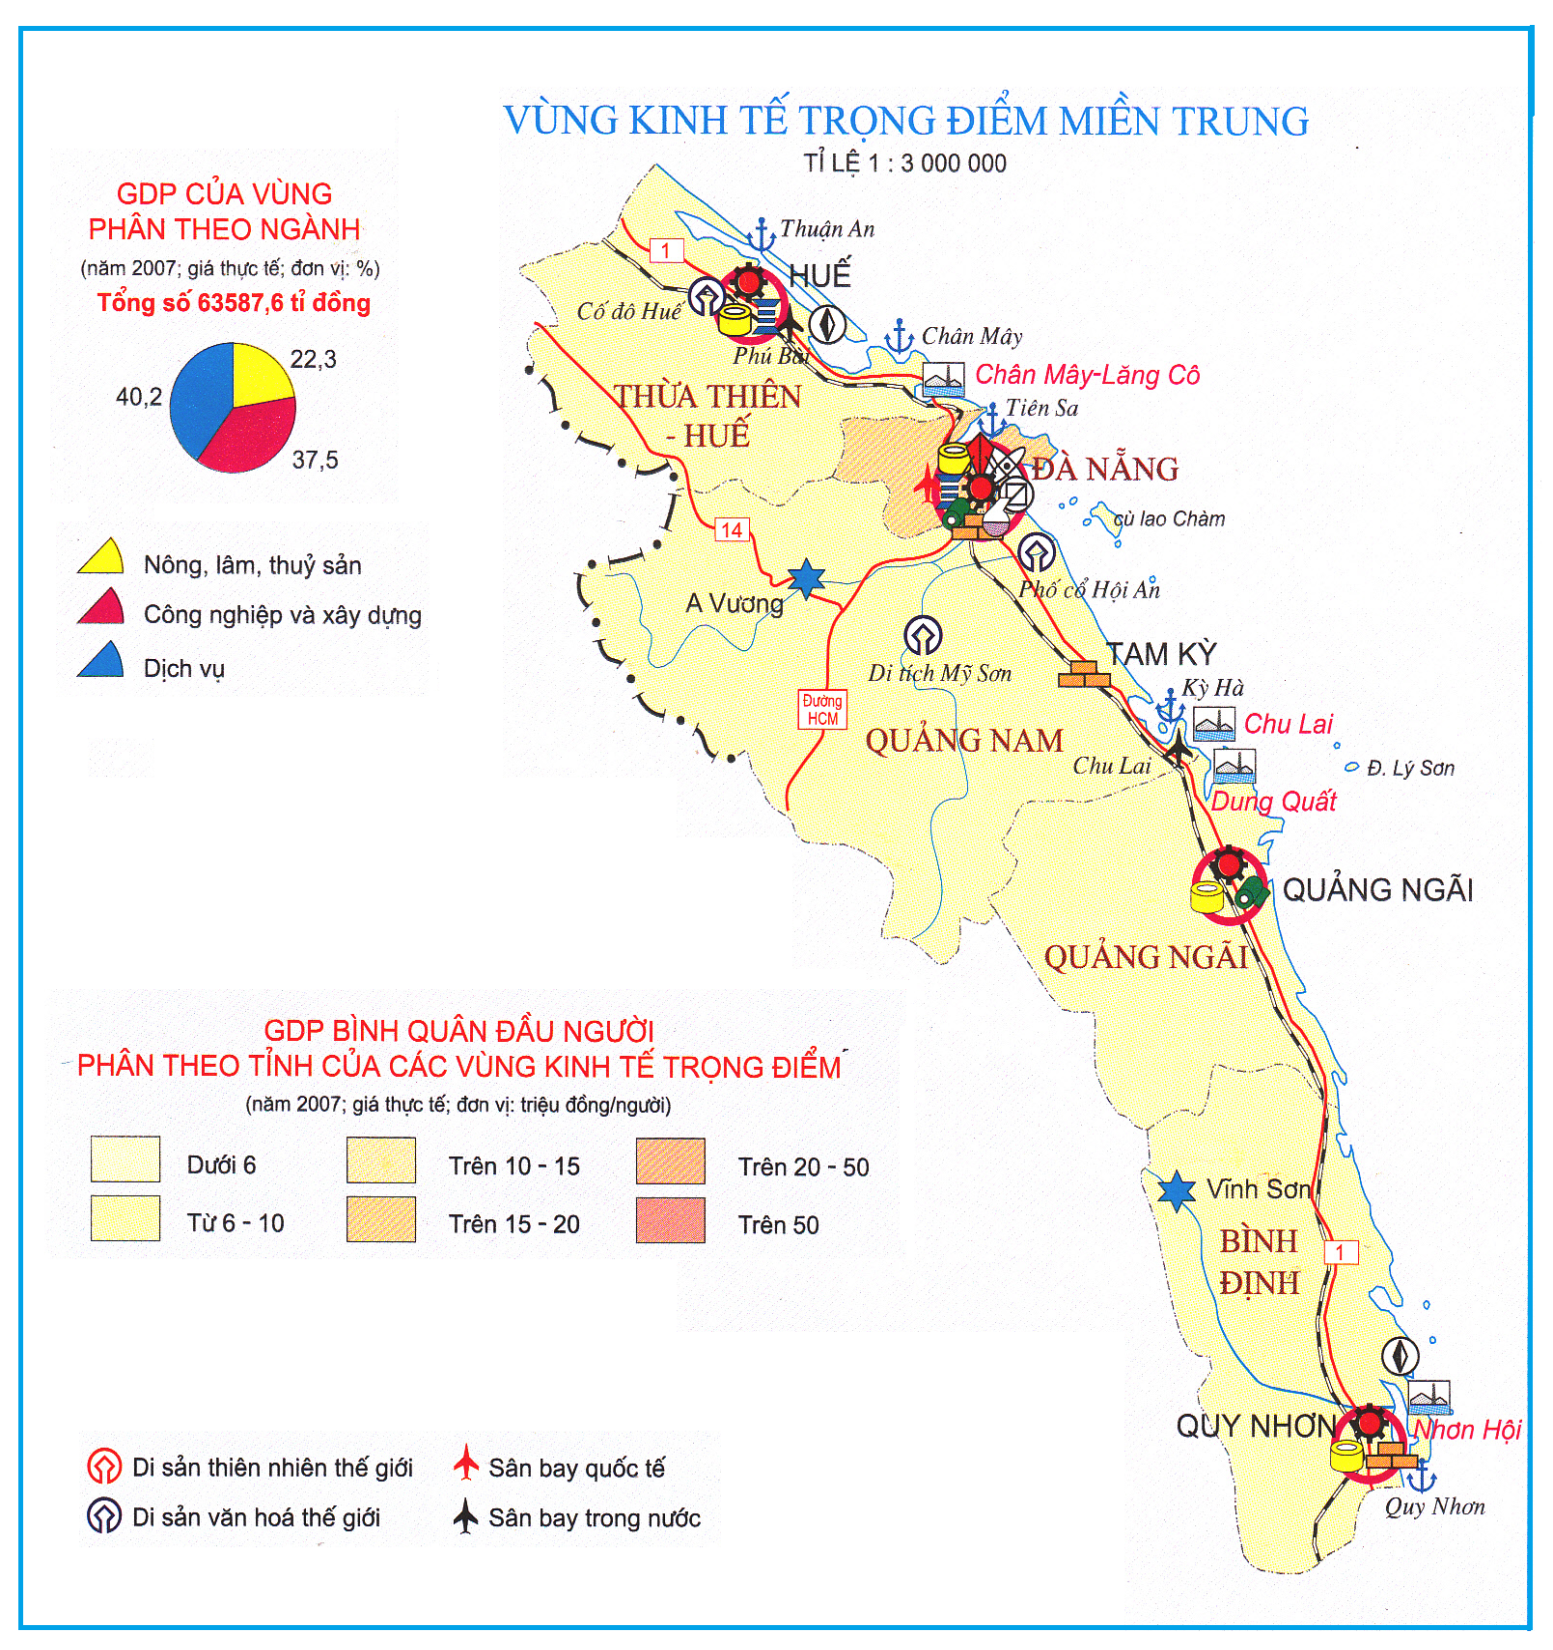 VÙNG KINH TẾ TRỌNG ĐIỂM MIỀN TRUNG
TỈ LỆ 1 : 3 000 000
GDP CỦA VÙNG
PHÂN THEO NGÀNH
(năm 2007; giá thực tế; đơn vị: %)
Tổng số 63587,6 tỉ đồng
22,3
40,2
37,5
Nông, lâm, thuỷ sản
Công nghiệp và xây dựng
Dịch vụ
Thuận An
1
HUẾ
Cố đô Huế
Phú Bài
Chân Mây
Chân Mây-Lăng Cô
THỪA THIÊN
- HUẾ
Tiên Sa
ĐÀ NẴNG
cù lao Chàm
14
A Vương
Phố cổ Hội An
Di tích Mỹ Sơn
TAM KỲ
Kỳ Hà
Đường
HCM
QUẢNG NAM
Chu Lai
Chu Lai
Đ. Lý Sơn
Dung Quất
QUẢNG NGÃI
QUẢNG NGÃI
GDP BÌNH QUÂN ĐẦU NGƯỜI
PHÂN THEO TỈNH CỦA CÁC VÙNG KINH TẾ TRỌNG ĐIỂM
(năm 2007; giá thực tế; đơn vị: triệu đồng/người)
Dưới 6
Trên 10 - 15
Trên 20 - 50
Từ 6 - 10
Trên 15 - 20
Trên 50
Vĩnh Sơn
BÌNH
ĐỊNH
1
QUY NHƠN
Nhơn Hội
Quy Nhơn
Di sản thiên nhiên thế giới
Sân bay quốc tế
Di sản văn hoá thế giới
Sân bay trong nước